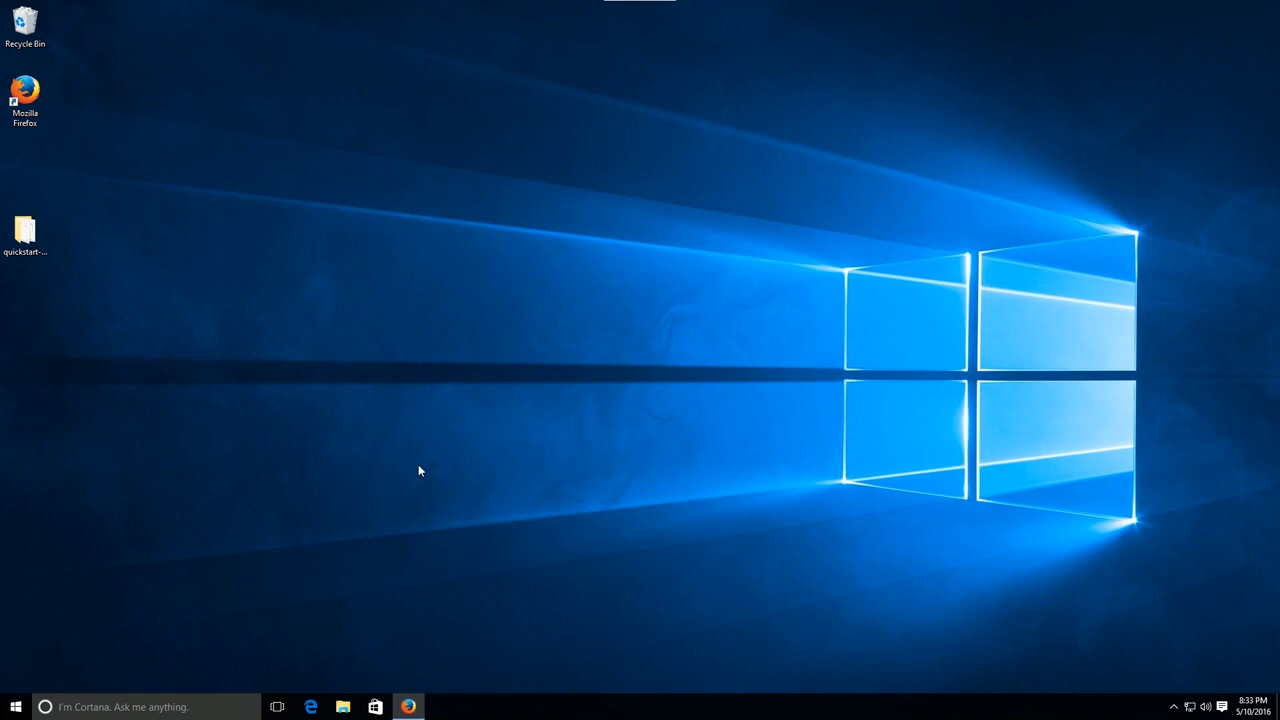 Recycle Bin
Mozilla
Firefox
quickstart-...
I'm Cortana. Ask me anything.
8:33 PM
5/10/2016